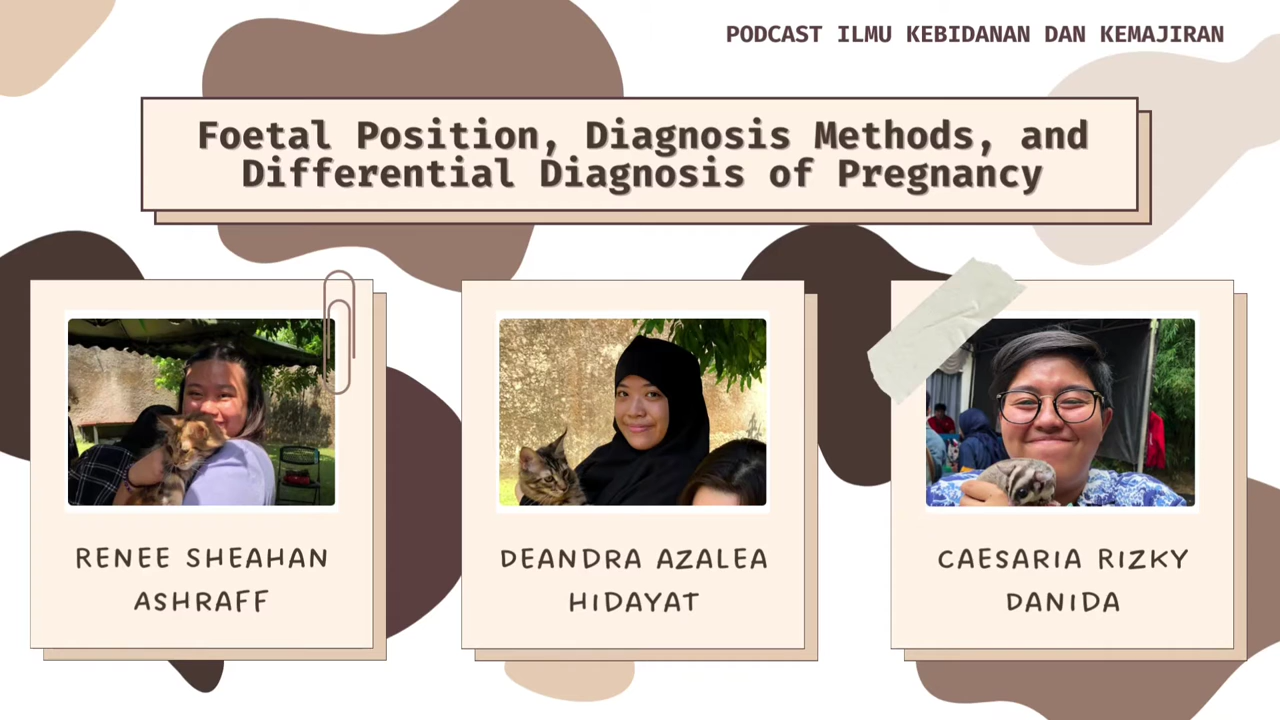 PODCAST ILMU KEBIDANAN DAN KEMAJIRAN
Foetal Position, Diagnosis Methods, and
Differential Diagnosis of Pregnancy
RENEE SHEAHAN
ASHRAFF
DEANDRA AZALEA
HIDAYAT
CAESARIA RIZKY
DANIDA